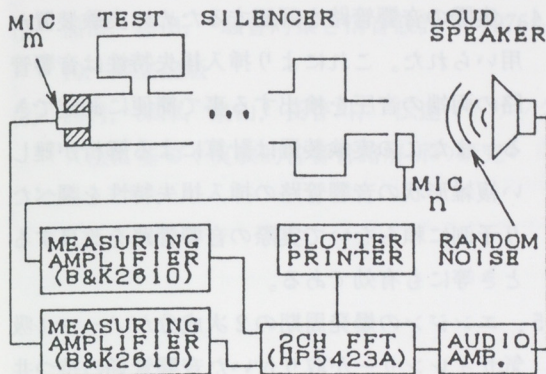 MIC n
TEST SILENCER
LOUD SPEAKER
MIC n
MEASURING AMPLIFIER (B&K2610)
PLOTTER PRINTER
RANDOM NOISE
MEASURING AMPLIFIER (B&K2610)
2CH FFT (HP5423A)
AUDIO AMP.